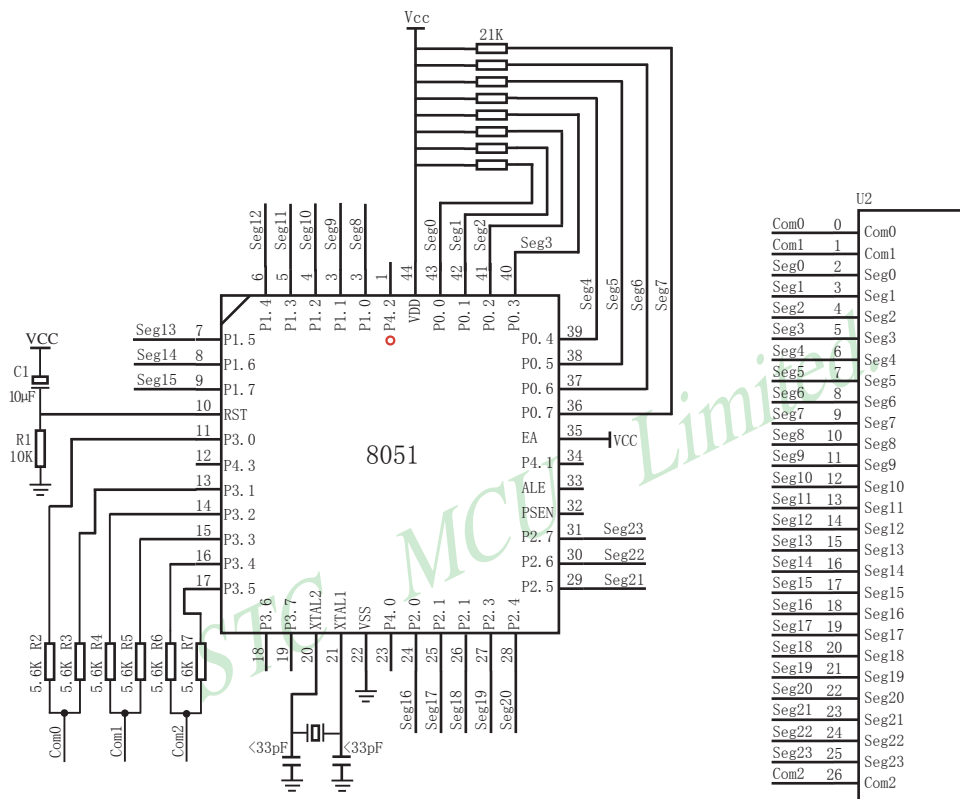 Vcc
21K
U2
Seg12
Seg11
Seg10
Seg9
Seg8
Seg0
Seg1
Seg2
Seg3
Seg4
Seg5
Seg6
Seg7
6
5
4
3
3
1
44
43
42
41
40
P1.4
P1.3
P1.2
P1.1
P1.0
P4.2
VDD
P0.0
P0.1
P0.2
P0.3
Seg13 7 P1.5
Seg14 8 P1.6
Seg15 9 P1.7
10 RST
11 P3.0
12 P4.3
13 P3.1
14 P3.2
15 P3.3
16 P3.4
17 P3.5
VCC
C1
10μF
R1
10K
8051
P0.4 39
P0.5 38
P0.6 37
P0.7 36
EA 35 VCC
P4.1 34
ALE 33
PSEN 32
P2.7 31 Seg23
P2.6 30 Seg22
P2.5 29 Seg21
P3.6
P3.7
XTAL2
XTAL1
VSS
P4.0
P2.0
P2.1
P2.1
P2.3
P2.4
18
19
20
21
22
23
24
25
26
27
28
Seg16
Seg17
Seg18
Seg19
Seg20
5.6K R2
5.6K R3
5.6K R4
5.6K R5
5.6K R6
5.6K R7
Com0
Com1
Com2
<33pF
<33pF
STC MCU Limited.
Com0 0 Com0
Com1 1 Com1
Seg0 2 Seg0
Seg1 3 Seg1
Seg2 4 Seg2
Seg3 5 Seg3
Seg4 6 Seg4
Seg5 7 Seg5
Seg6 8 Seg6
Seg7 9 Seg7
Seg8 10 Seg8
Seg9 11 Seg9
Seg10 12 Seg10
Seg11 13 Seg11
Seg12 14 Seg12
Seg13 15 Seg13
Seg14 16 Seg14
Seg15 17 Seg15
Seg16 18 Seg16
Seg17 19 Seg17
Seg18 20 Seg18
Seg19 21 Seg19
Seg20 22 Seg20
Seg21 23 Seg21
Seg22 24 Seg22
Seg23 25 Seg23
Com2 26 Com2